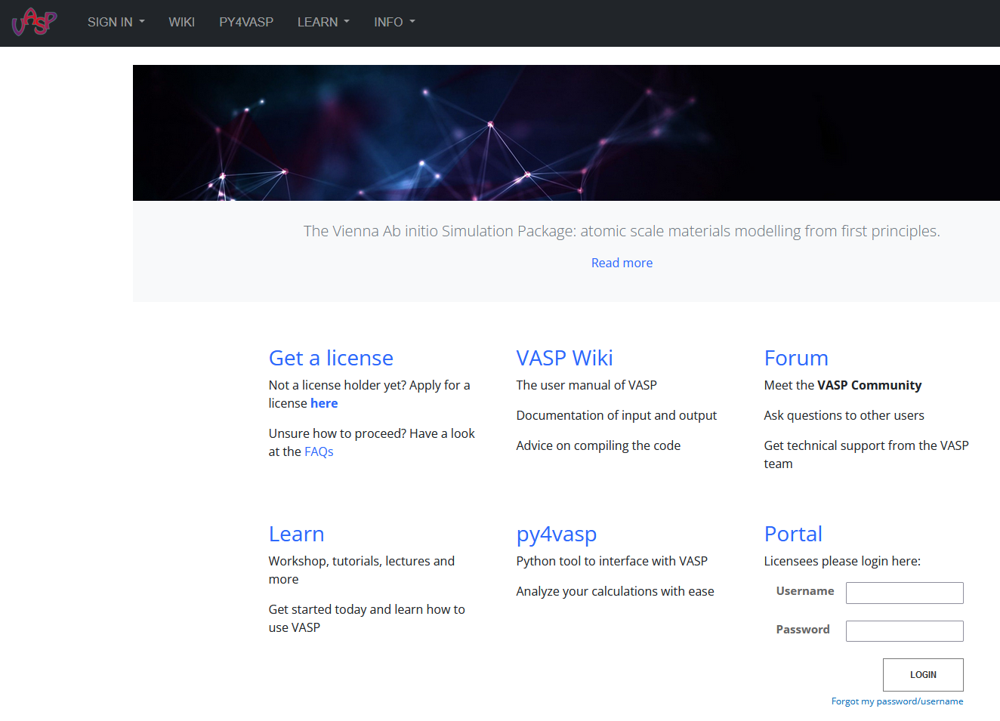 VASP
SIGN IN WIKI PY4VASP LEARN INFO
The Vienna Ab initio Simulation Package: atomic scale materials modelling from first principles.
Read more
Get a license
Not a license holder yet? Apply for a
license here
Unsure how to proceed? Have a look
at the FAQs
VASP Wiki
The user manual of VASP
Documentation of input and output
Advice on compiling the code
Forum
Meet the VASP Community
Ask questions to other users
Get technical support from the VASP
team
Learn
Workshop, tutorials, lectures and
more
Get started today and learn how to
use VASP
py4vasp
Python tool to interface with VASP
Analyze your calculations with ease
Portal
Licensees please login here:
Username
Password
LOGIN
Forgot my password/username